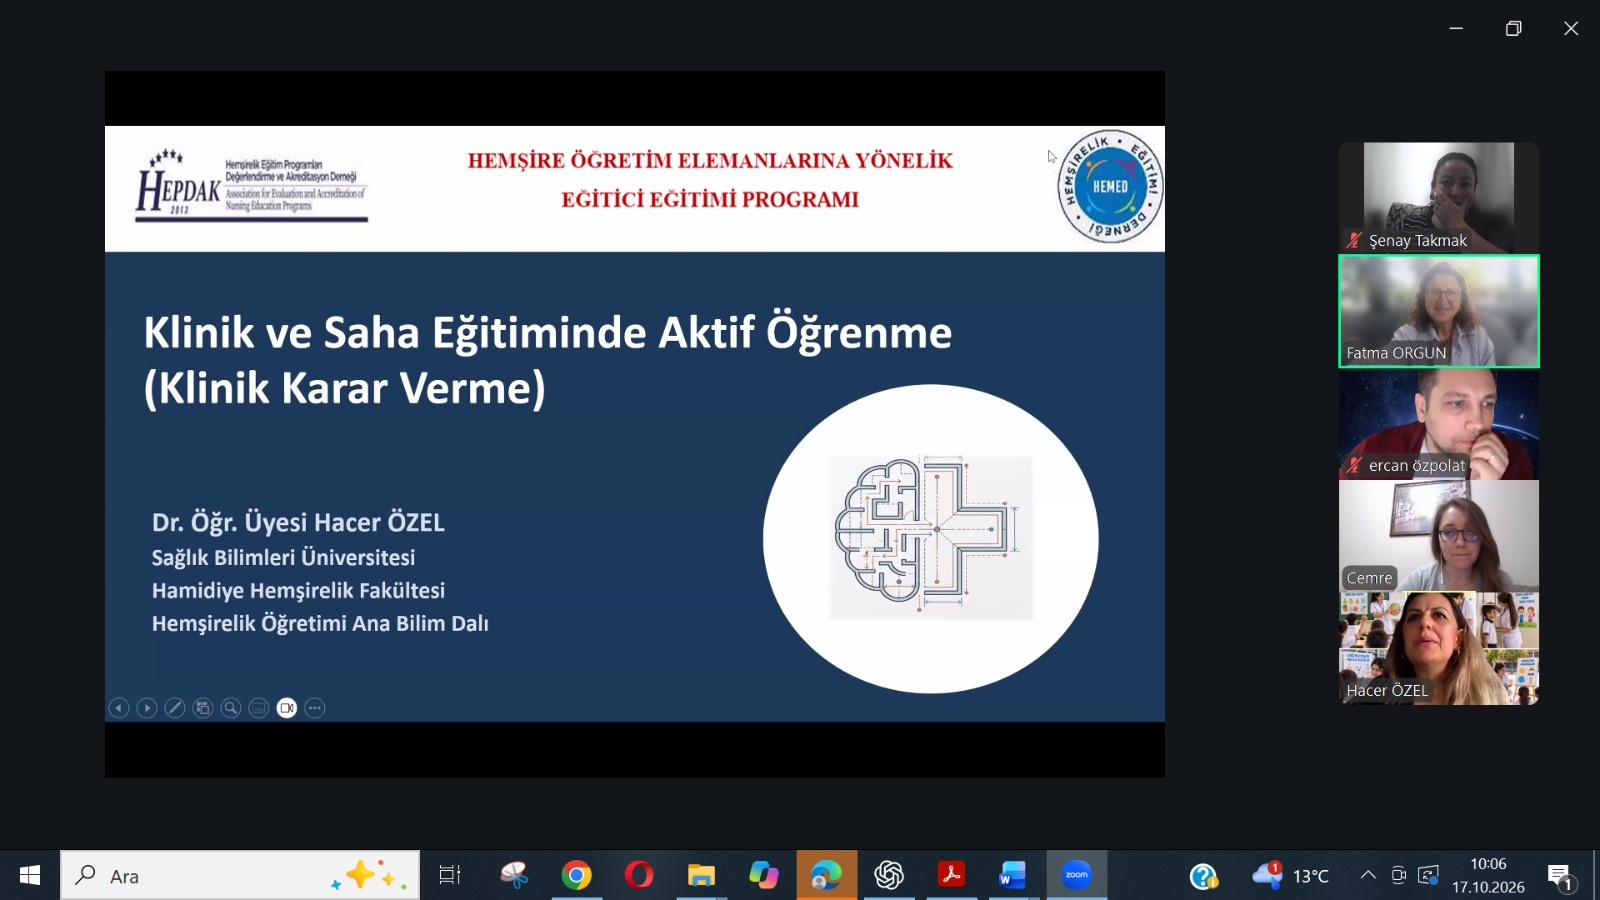 HEPDAK
2013
Hemşirelik Eğitim Programları
Değerlendirme ve Akreditasyon Derneği
Association for Evaluation and Accreditation of
Nursing Education Programs
HEMŞİRE ÖĞRETİM ELEMANLARINA YÖNELİK
EĞİTİCİ EĞİTİMİ PROGRAMI
HEMŞİRELİK • EĞİTİMİ • DERNEĞİ •
HEMED
Klinik ve Saha Eğitiminde Aktif Öğrenme
(Klinik Karar Verme)
Dr. Öğr. Üyesi Hacer ÖZEL
Sağlık Bilimleri Üniversitesi
Hamidiye Hemşirelik Fakültesi
Hemşirelik Öğretimi Ana Bilim Dalı
Şenay Takmak
Fatma ORGUN
ercan özpolat
Cemre
Hacer ÖZEL
Ara
W
zoom
1
13°C
10:06
17.10.2026
1